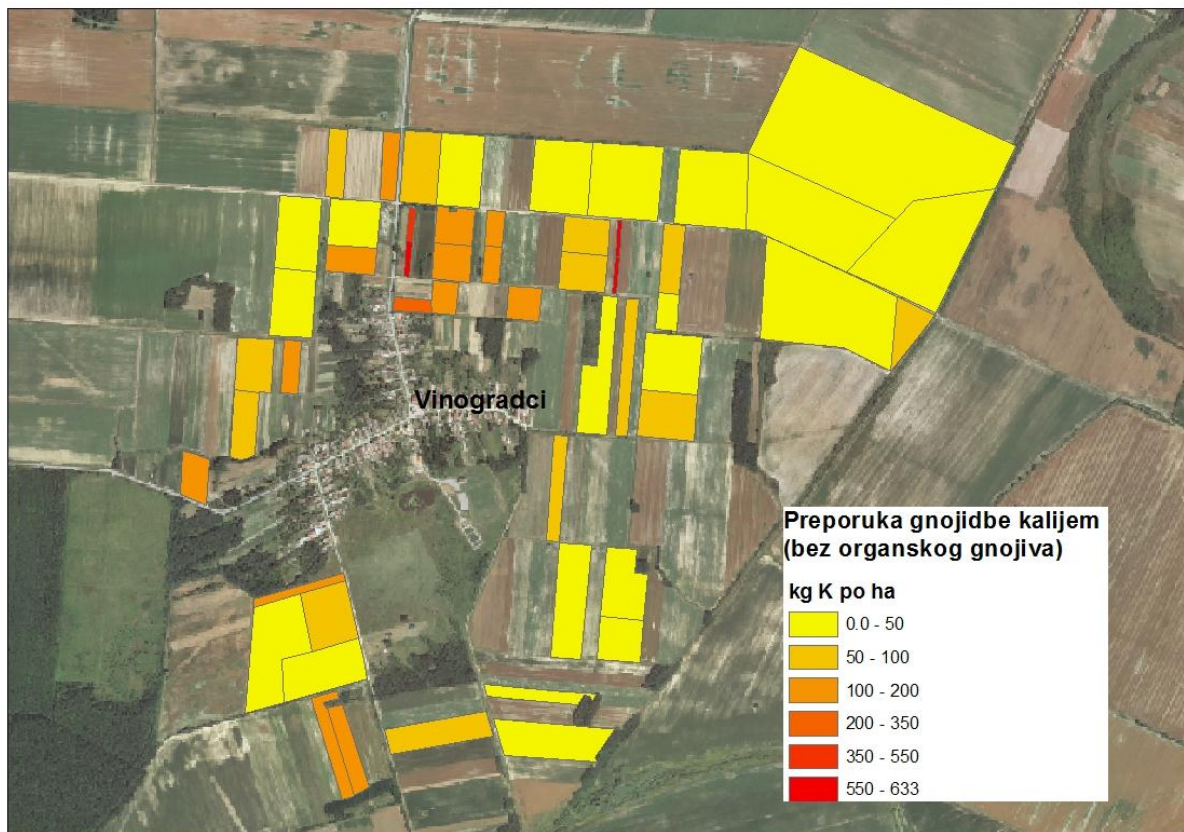 Vinogradci
Preporuka gnojidbe kalijem
(bez organskog gnojiva)
kg K po ha
0.0 - 50
50 - 100
100 - 200
200 - 350
350 - 550
550 - 633